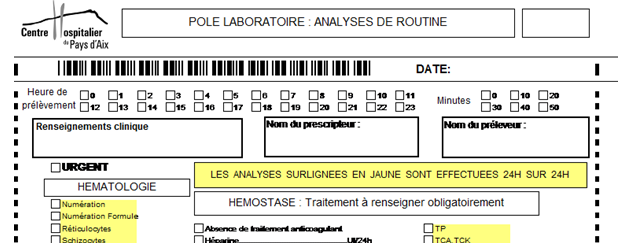 Centre Hospitalier
du Pays d'Aix
POLE LABORATOIRE : ANALYSES DE ROUTINE
DATE:
Heure de prélèvement
0 1 2 3 4 5 6 7 8 9 10 11
12 13 14 15 16 17 18 19 20 21 22 23
Minutes
0 10 20
30 40 50
Renseignements clinique
Nom du prescripteur :
Nom du préleveur :
URGENT
LES ANALYSES SURLIGNEES EN JAUNE SONT EFFECTUEES 24H SUR 24H
HEMATOLOGIE
HEMOSTASE : Traitement à renseigner obligatoirement
Numération
Numération Formule
Réticulocytes
Schizocytes
Absence de traitement anticoagulant
Héparine UI/24h
TP
TCA,TCK